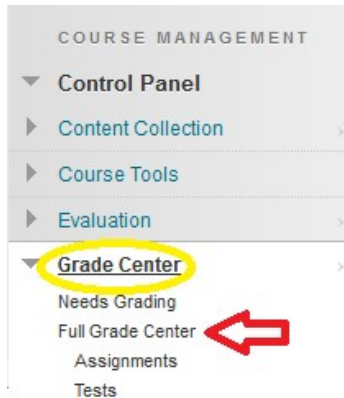 COURSE MANAGEMENT
Control Panel
Content Collection
Course Tools
Evaluation
Grade Center
Needs Grading
Full Grade Center
Assignments
Tests